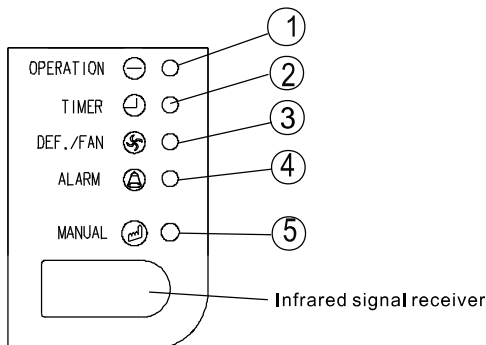 1
OPERATION
2
TIMER
3
DEF./FAN
4
ALARM
MANUAL
5
Infrared signal receiver